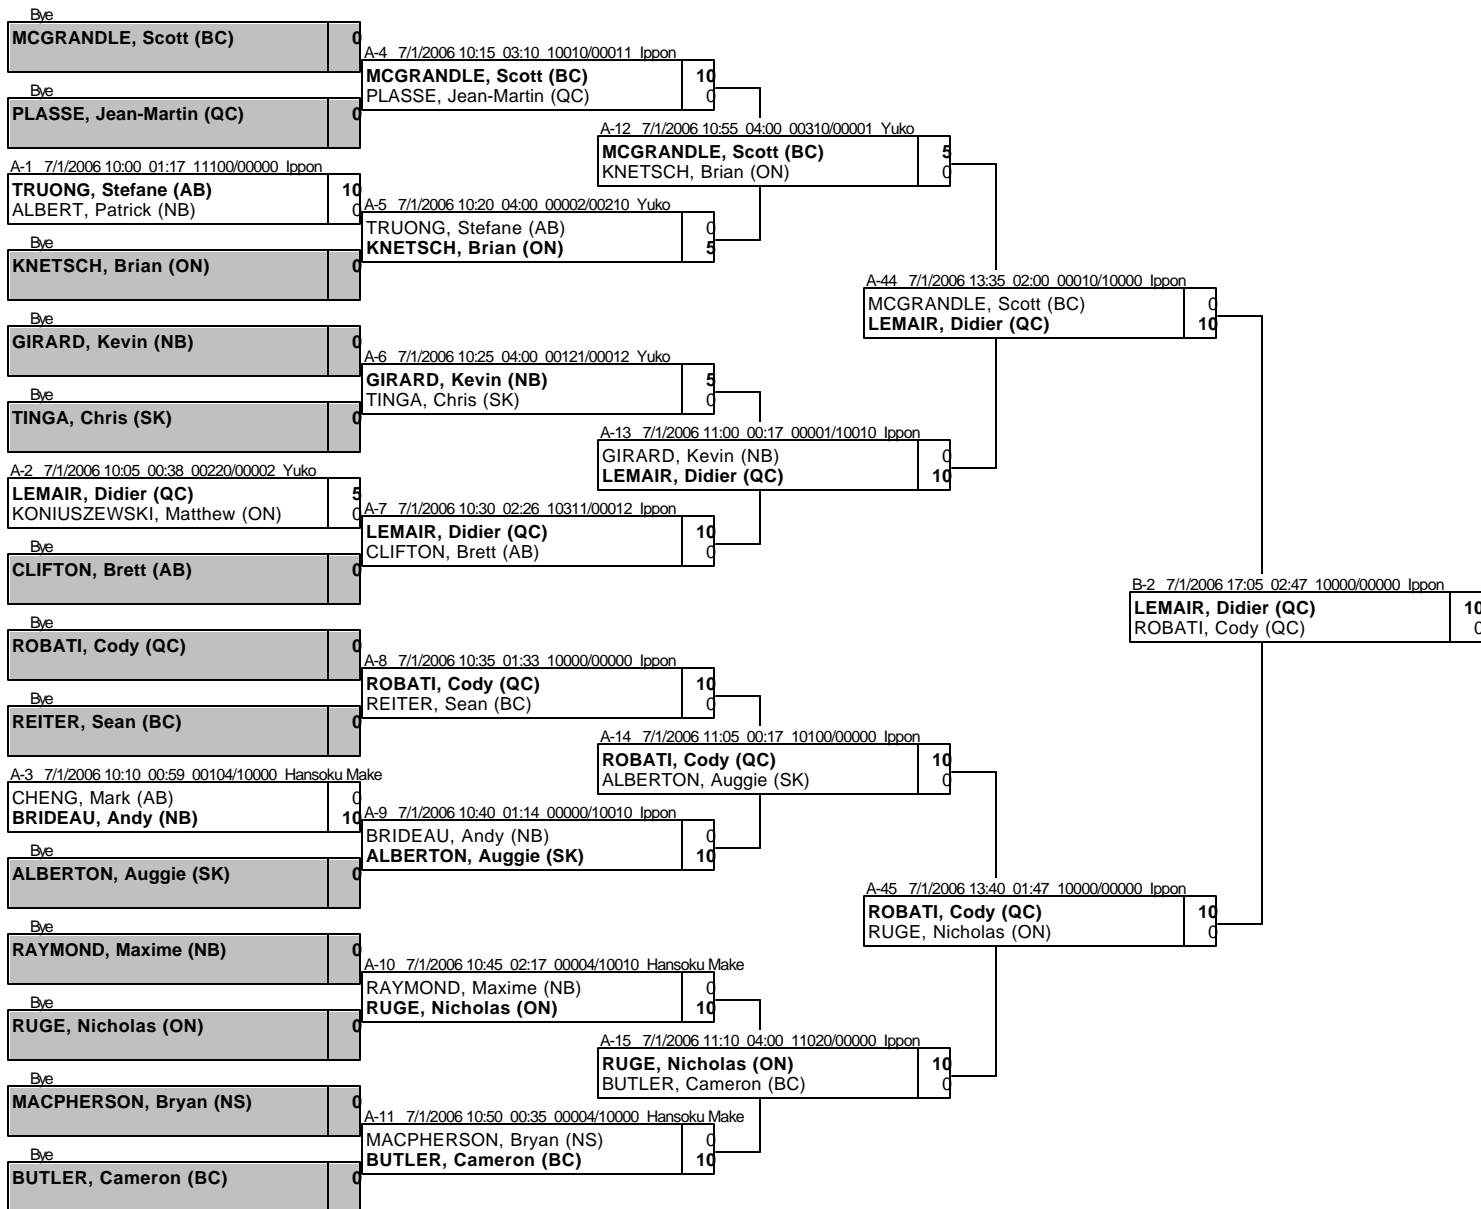 Bye
MCGRANDLE, Scott (BC) 0
Bye
PLASSE, Jean-Martin (QC) 0
A-1 7/1/2006 10:00 01:17 11100/00000 Ippon
TRUONG, Stefane (AB) 10
ALBERT, Patrick (NB) 0
Bye
KNETSCH, Brian (ON) 0
Bye
GIRARD, Kevin (NB) 0
Bye
TINGA, Chris (SK) 0
A-2 7/1/2006 10:05 00:38 00220/00002 Yuko
LEMAIR, Didier (QC) 5
KONIUSZEWSKI, Matthew (ON) 0
Bye
CLIFTON, Brett (AB) 0
Bye
ROBATI, Cody (QC) 0
Bye
REITER, Sean (BC) 0
A-3 7/1/2006 10:10 00:59 00104/10000 Hansoku Make
CHENG, Mark (AB) 0
BRIDEAU, Andy (NB) 10
Bye
ALBERTON, Auggie (SK) 0
Bye
RAYMOND, Maxime (NB) 0
Bye
RUGE, Nicholas (ON) 0
Bye
MACPHERSON, Bryan (NS) 0
Bye
BUTLER, Cameron (BC) 0
A-4 7/1/2006 10:15 03:10 10010/00011 Ippon
MCGRANDLE, Scott (BC) 10
PLASSE, Jean-Martin (QC) 0
A-5 7/1/2006 10:20 04:00 00002/00210 Yuko
TRUONG, Stefane (AB) 0
KNETSCH, Brian (ON) 5
A-6 7/1/2006 10:25 04:00 00121/00012 Yuko
GIRARD, Kevin (NB) 5
TINGA, Chris (SK) 0
A-7 7/1/2006 10:30 02:26 10311/00012 Ippon
LEMAIR, Didier (QC) 10
CLIFTON, Brett (AB) 0
A-8 7/1/2006 10:35 01:33 10000/00000 Ippon
ROBATI, Cody (QC) 10
REITER, Sean (BC) 0
A-9 7/1/2006 10:40 01:14 00000/10010 Ippon
BRIDEAU, Andy (NB) 0
ALBERTON, Auggie (SK) 10
A-10 7/1/2006 10:45 02:17 00004/10010 Hansoku Make
RAYMOND, Maxime (NB) 0
RUGE, Nicholas (ON) 10
A-11 7/1/2006 10:50 00:35 00004/10000 Hansoku Make
MACPHERSON, Bryan (NS) 0
BUTLER, Cameron (BC) 10
A-12 7/1/2006 10:55 04:00 00310/00001 Yuko
MCGRANDLE, Scott (BC) 5
KNETSCH, Brian (ON) 0
A-13 7/1/2006 11:00 00:17 00001/10010 Ippon
GIRARD, Kevin (NB) 0
LEMAIR, Didier (QC) 10
A-14 7/1/2006 11:05 00:17 10100/00000 Ippon
ROBATI, Cody (QC) 10
ALBERTON, Auggie (SK) 0
A-15 7/1/2006 11:10 04:00 11020/00000 Ippon
RUGE, Nicholas (ON) 10
BUTLER, Cameron (BC) 0
A-44 7/1/2006 13:35 02:00 00010/10000 Ippon
MCGRANDLE, Scott (BC) 0
LEMAIR, Didier (QC) 10
A-45 7/1/2006 13:40 01:47 10000/00000 Ippon
ROBATI, Cody (QC) 10
RUGE, Nicholas (ON) 0
B-2 7/1/2006 17:05 02:47 10000/00000 Ippon
LEMAIR, Didier (QC) 10
ROBATI, Cody (QC) 0